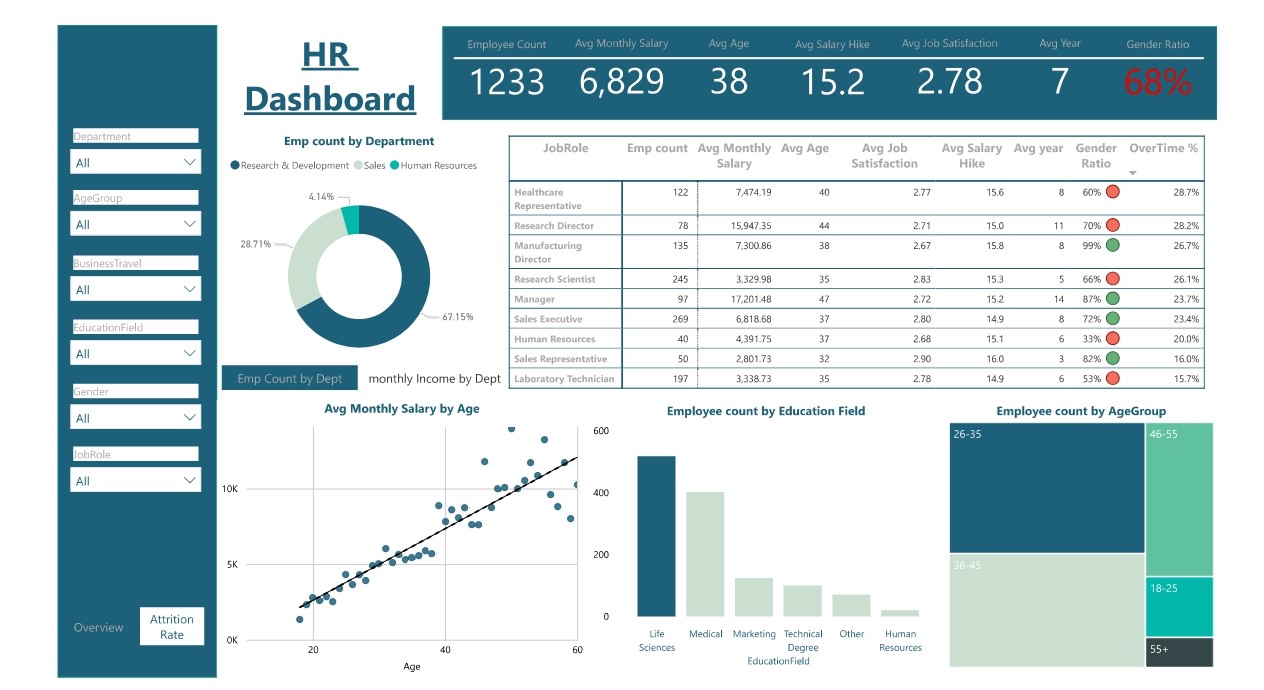 HR
Dashboard
Employee Count
1233
Avg Monthly Salary
6,829
Avg Age
38
Avg Salary Hike
15.2
Avg Job Satisfaction
2.78
Avg Year
7
Gender Ratio
68%
Department
All
AgeGroup
All
BusinessTravel
All
EducationField
All
Gender
All
JobRole
All
Overview
Attrition
Rate
Emp count by Department
Research & Development Sales Human Resources
4.14%
28.71%
67.15%
Emp Count by Dept monthly Income by Dept
JobRole Emp count Avg Monthly Salary Avg Age Avg Job Satisfaction Avg Salary Hike Avg year Gender Ratio OverTime %
Healthcare Representative 122 7,474.19 40 2.77 15.6 8 60% 28.7%
Research Director 78 15,947.35 44 2.71 15.0 11 70% 28.2%
Manufacturing Director 135 7,300.86 38 2.67 15.8 8 99% 26.7%
Research Scientist 245 3,329.98 35 2.83 15.3 5 66% 26.1%
Manager 97 17,201.48 47 2.72 15.2 14 87% 23.7%
Sales Executive 269 6,818.68 37 2.80 14.9 8 72% 23.4%
Human Resources 40 4,391.75 37 2.68 15.1 6 33% 20.0%
Sales Representative 50 2,801.73 32 2.90 16.0 3 82% 16.0%
Laboratory Technician 197 3,338.73 35 2.78 14.9 6 53% 15.7%
Avg Monthly Salary by Age
10K
5K
0K
20 40 60
Age
Employee count by Education Field
600
400
200
0
Life
Sciences
Medical
Marketing
Technical
Degree
Other
Human
Resources
EducationField
Employee count by AgeGroup
26-35
46-55
36-45
18-25
55+